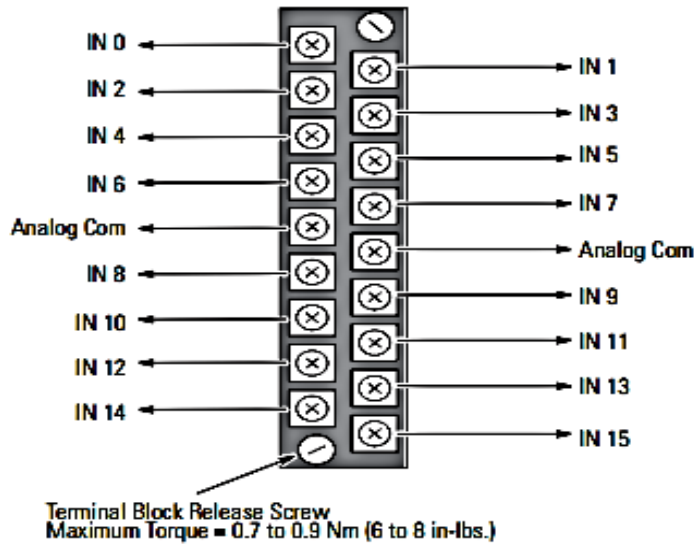 IN 0
IN 1
IN 2
IN 3
IN 4
IN 5
IN 6
IN 7
Analog Com
Analog Com
IN 8
IN 9
IN 10
IN 11
IN 12
IN 13
IN 14
IN 15
Terminal Block Release Screw
Maximum Torque = 0.7 to 0.9 Nm (6 to 8 in-lbs.)